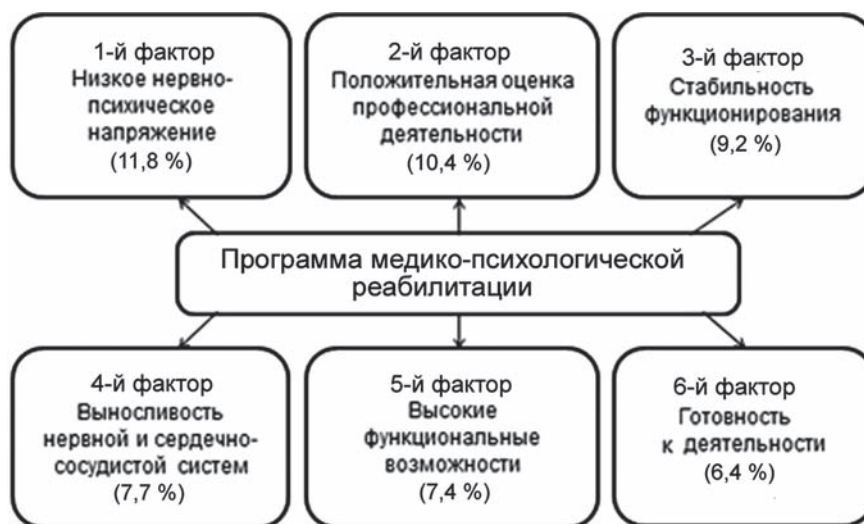 1-й фактор
Низкое нервно-
психическое
напряжение
(11,8 %)
2-й фактор
Положительная оценка
профессиональной
деятельности
(10,4 %)
3-й фактор
Стабильность
функционирования
(9,2 %)
Программа медико-психологической
реабилитации
4-й фактор
Выносливость
нервной и сердечно-
сосудистой систем
(7,7 %)
5-й фактор
Высокие
функциональные
возможности
(7,4 %)
6-й фактор
Готовность
к деятельности
(6,4 %)